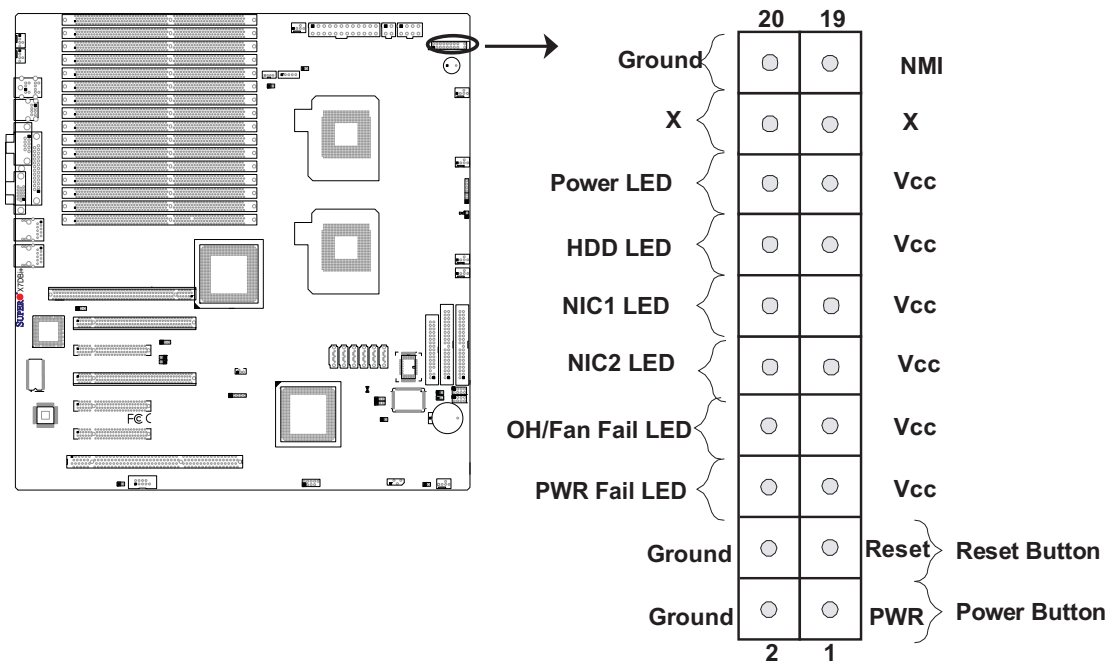 20 19
Ground NMI
X X
Power LED Vcc
HDD LED Vcc
NIC1 LED Vcc
NIC2 LED Vcc
OH/Fan Fail LED Vcc
PWR Fail LED Vcc
Ground Reset Reset Button
Ground PWR Power Button
2 1
SUPER X7DBi+
FC